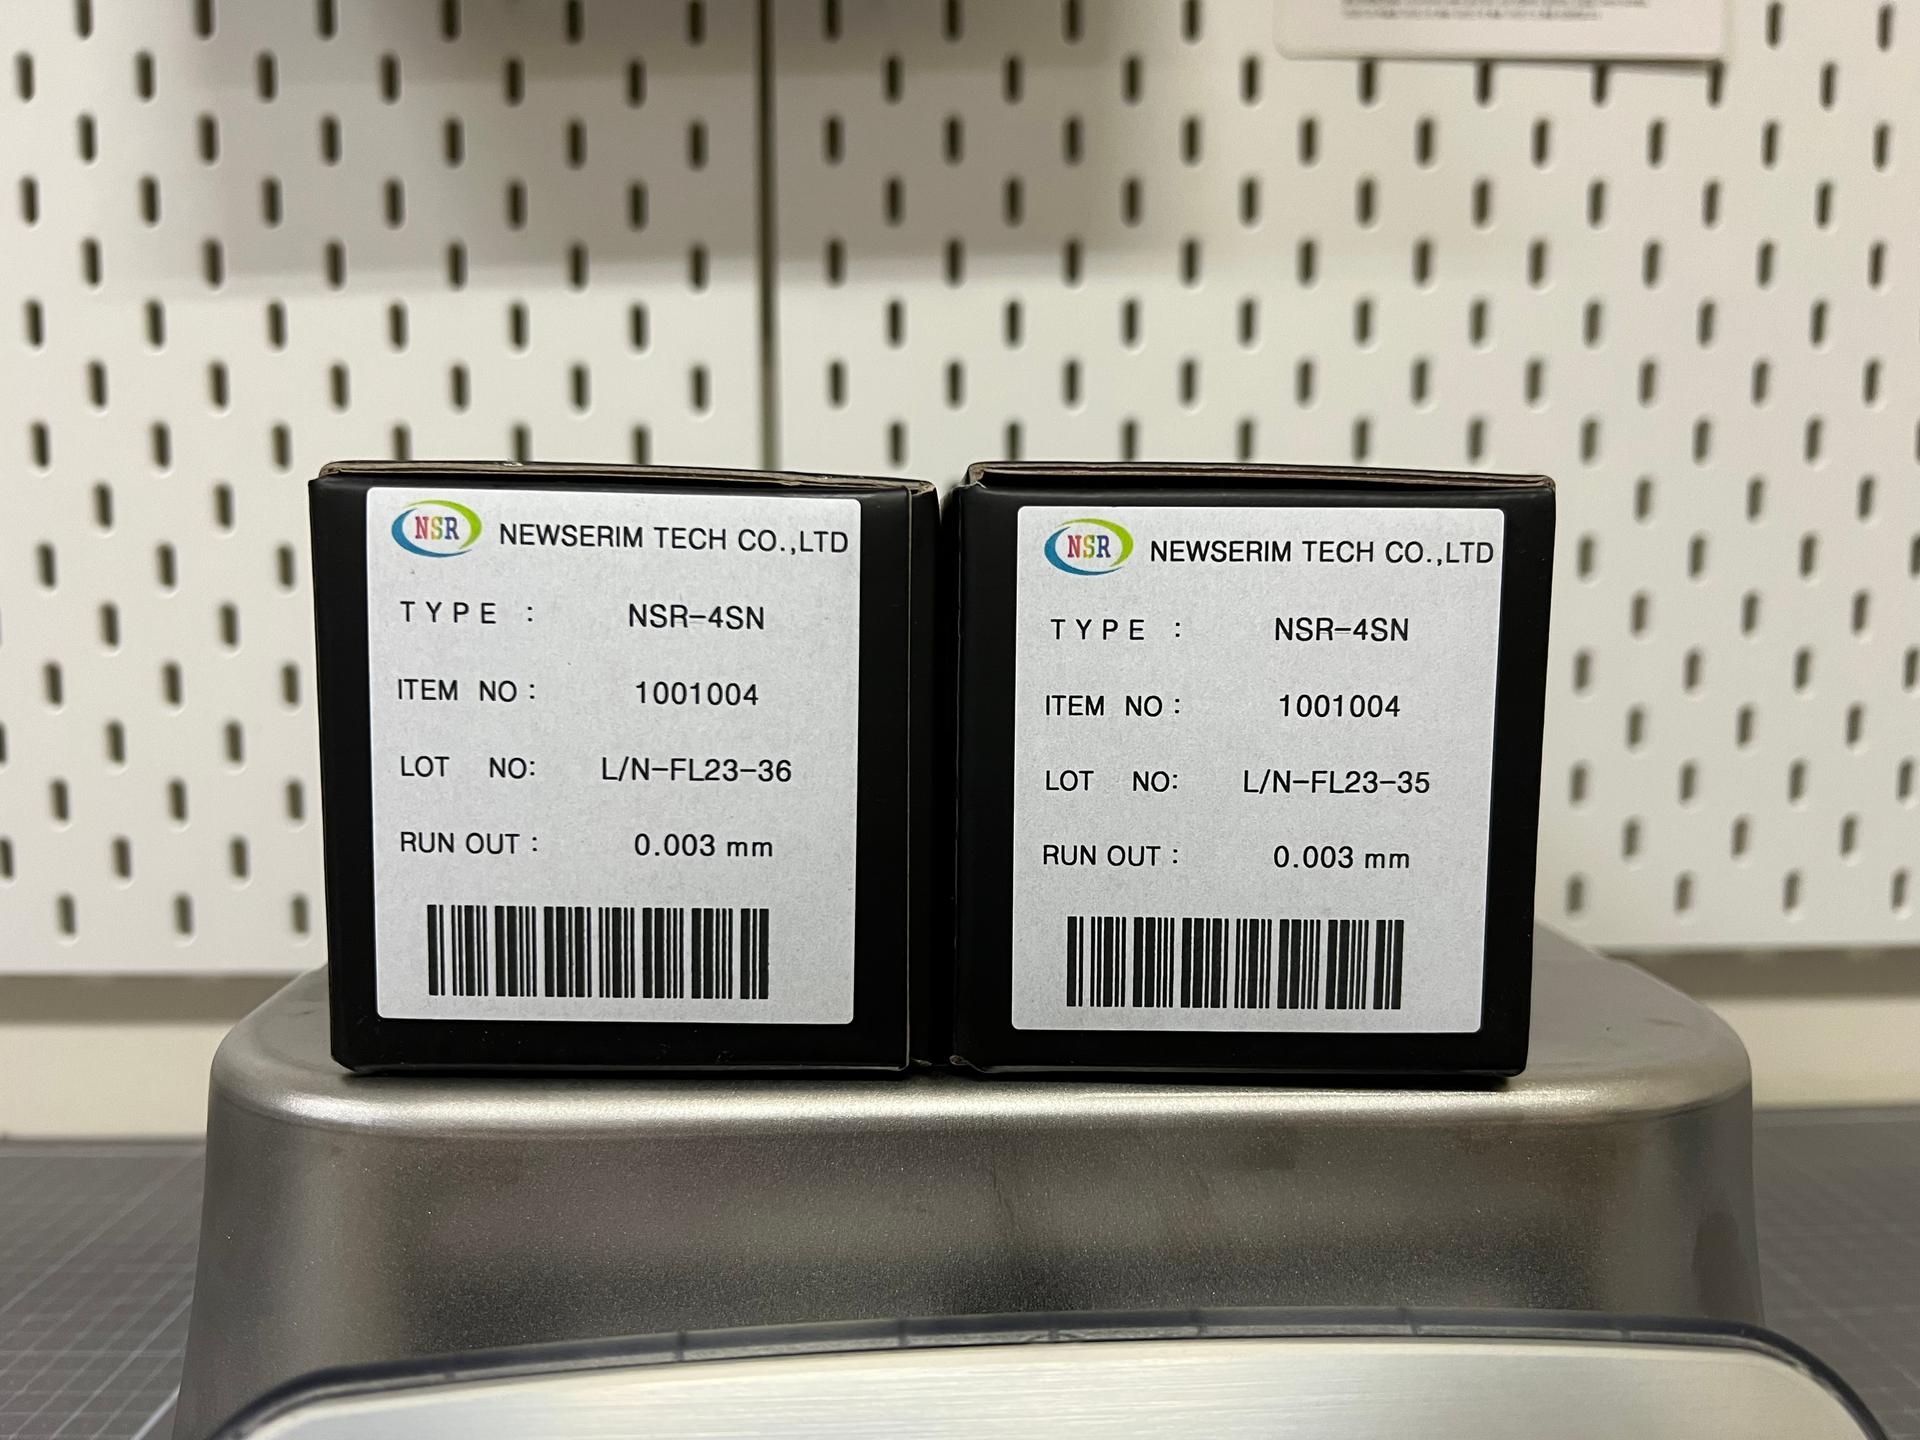 NSR NEWSERIM TECH CO.,LTD
TYPE : NSR-4SN
ITEM NO : 1001004
LOT NO: L/N-FL23-36
RUN OUT : 0.003 mm
NSR NEWSERIM TECH CO.,LTD
TYPE : NSR-4SN
ITEM NO : 1001004
LOT NO: L/N-FL23-35
RUN OUT : 0.003 mm